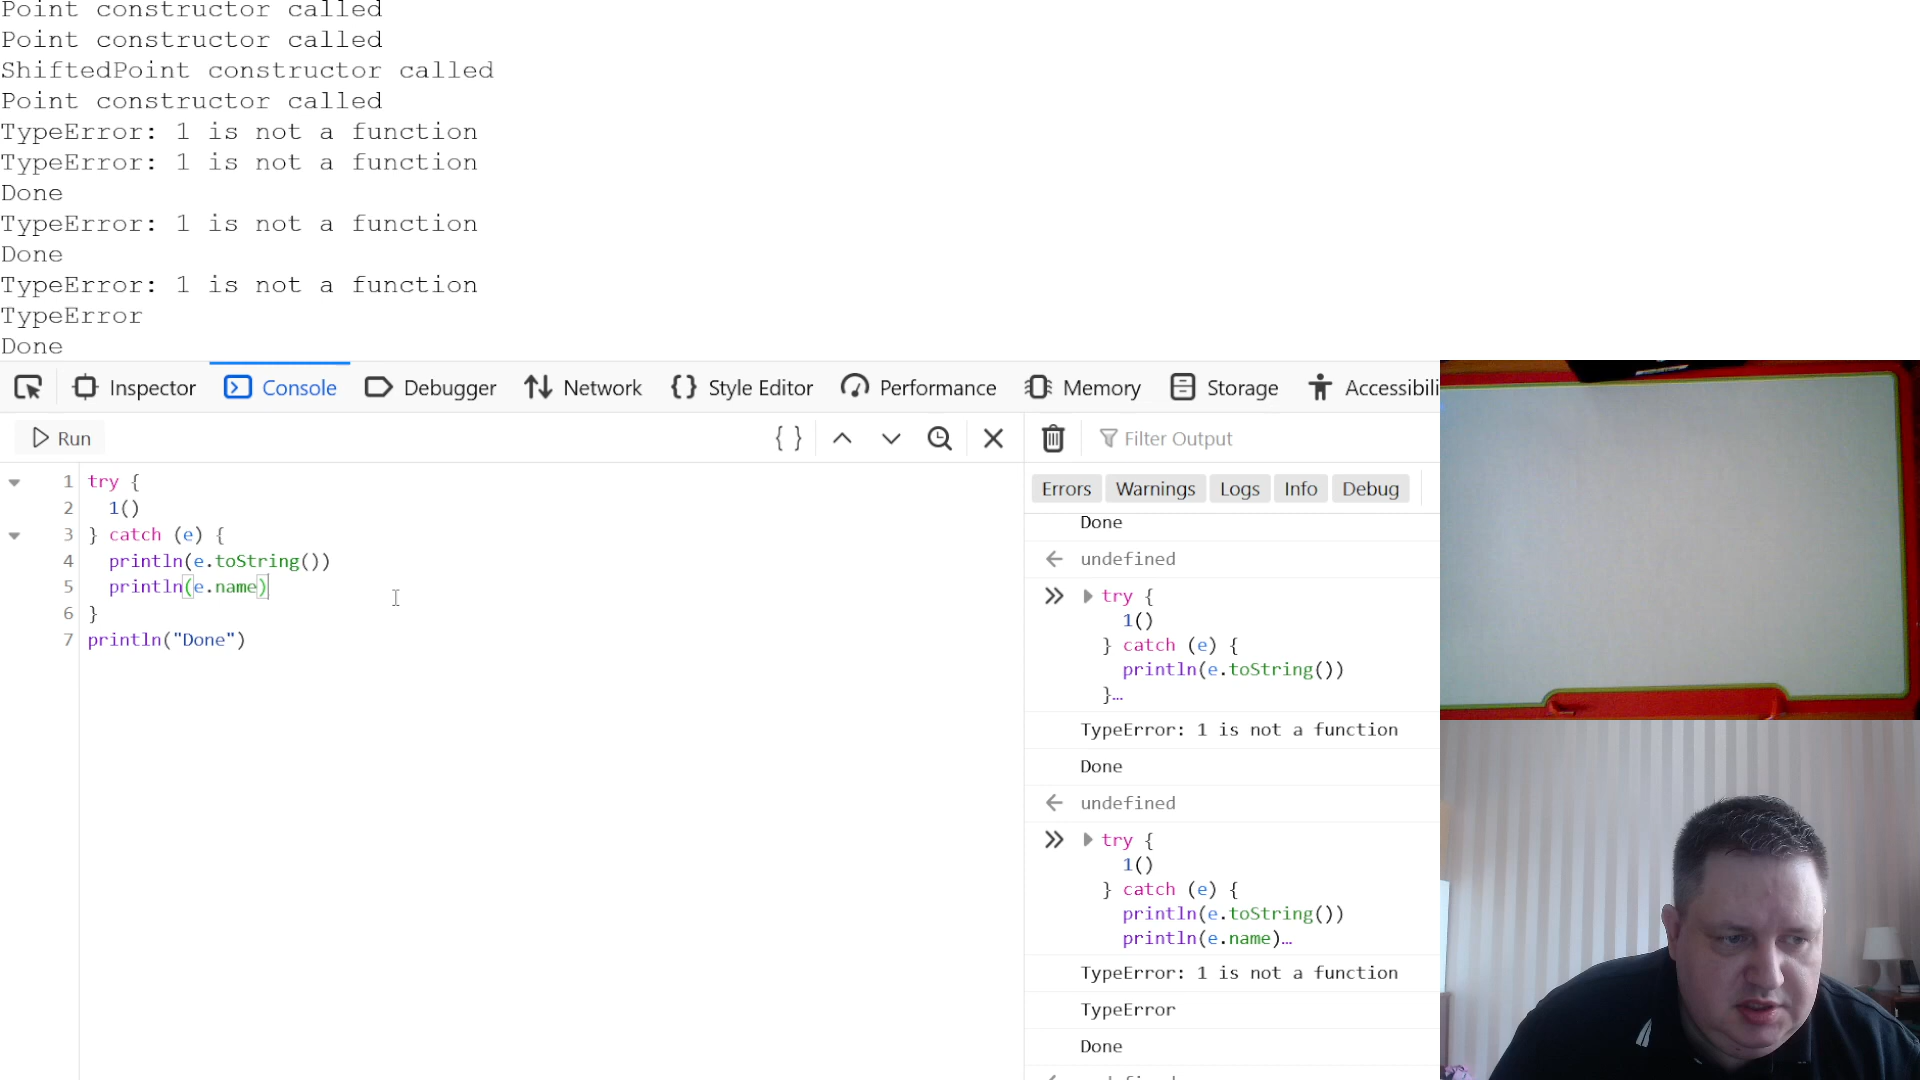 Point constructor called
Point constructor called
ShiftedPoint constructor called
Point constructor called
TypeError: 1 is not a function
TypeError: 1 is not a function
Done
TypeError: 1 is not a function
Done
TypeError: 1 is not a function
TypeError
Done
Inspector Console Debugger Network Style Editor Performance Memory Storage Accessibili
Run
Filter Output
1 try {
2 1()
3 } catch (e) {
4 println(e.toString())
5 println(e.name)
6 }
7 println("Done")
Errors Warnings Logs Info Debug
Done
undefined
try {
1()
} catch (e) {
println(e.toString())
}…
TypeError: 1 is not a function
Done
undefined
try {
1()
} catch (e) {
println(e.toString())
println(e.name)…
TypeError: 1 is not a function
TypeError
Done